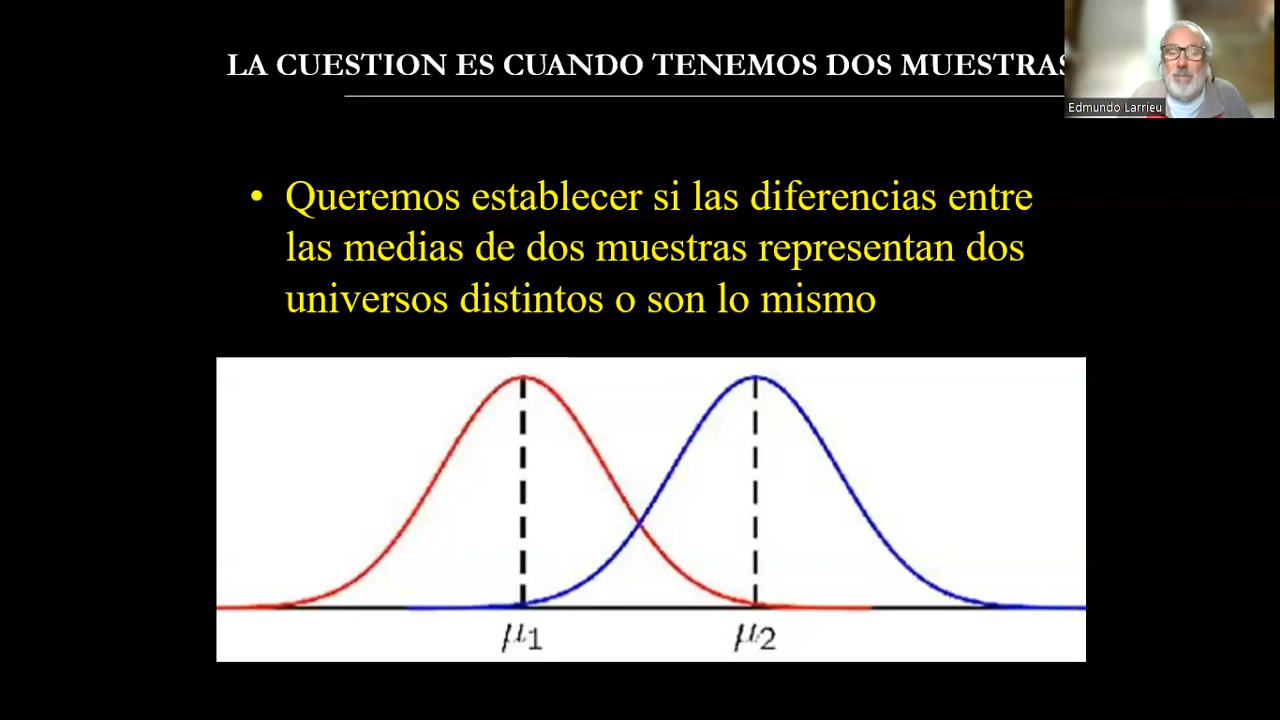 LA CUESTION ES CUANDO TENEMOS DOS MUESTRAS
Edmundo Larrieu
• Queremos establecer si las diferencias entre
las medias de dos muestras representan dos
universos distintos o son lo mismo
μ1 μ2